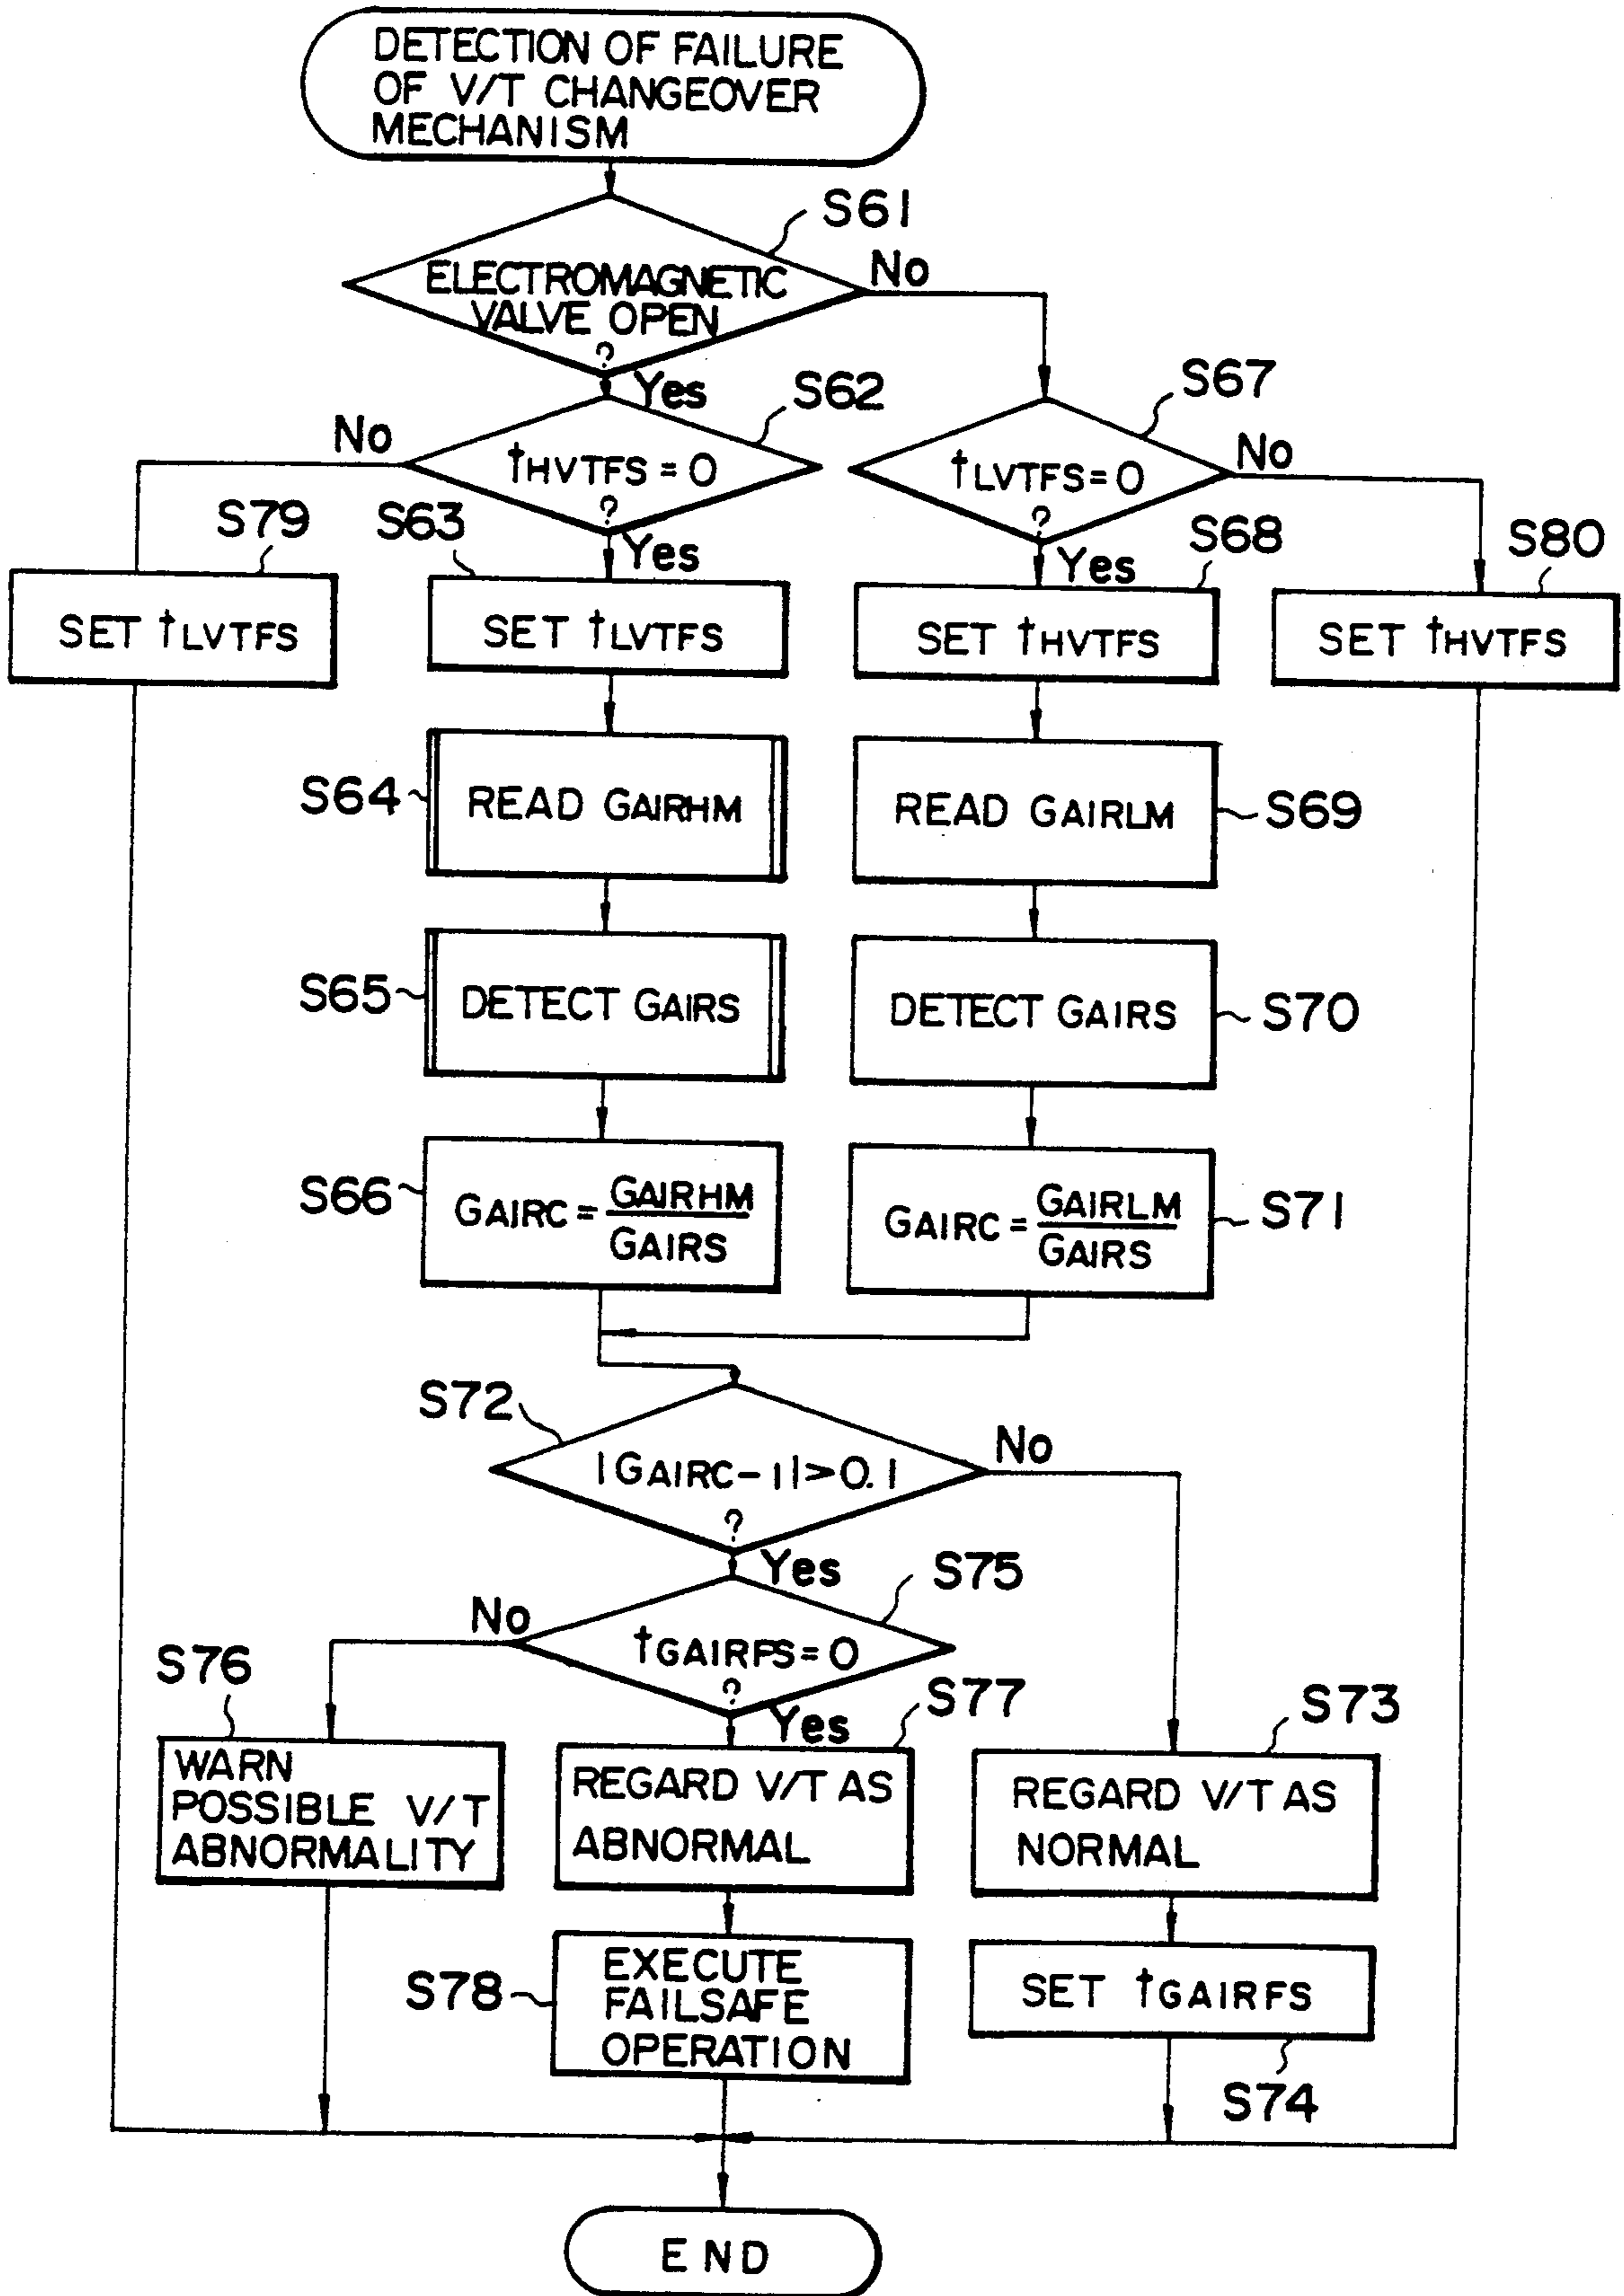 DETECTION OF FAILURE
OF V/T CHANGEOVER
MECHANISM
S61
ELECTROMAGNETIC
VALVE OPEN
?
No
Yes
S62
tHVTFS = 0
?
No
Yes
S67
tLVTFS = 0
?
No
Yes
S79
SET tLVTFS
S63
SET tLVTFS
S68
SET tHVTFS
S80
SET tHVTFS
S64
READ GAIRHM
READ GAIRLM
S69
S65
DETECT GAIRS
DETECT GAIRS
S70
S66
GAIRC = GAIRHM
GAIRS
GAIRC = GAIRLM
GAIRS
S71
S72
|GAIRC - 1| > 0.1
?
No
Yes
S75
tGAIRFS = 0
?
No
Yes
S76
WARN
POSSIBLE V/T
ABNORMALITY
S77
REGARD V/T AS
ABNORMAL
S73
REGARD V/T AS
NORMAL
S78
EXECUTE
FAILSAFE
OPERATION
SET tGAIRFS
S74
END